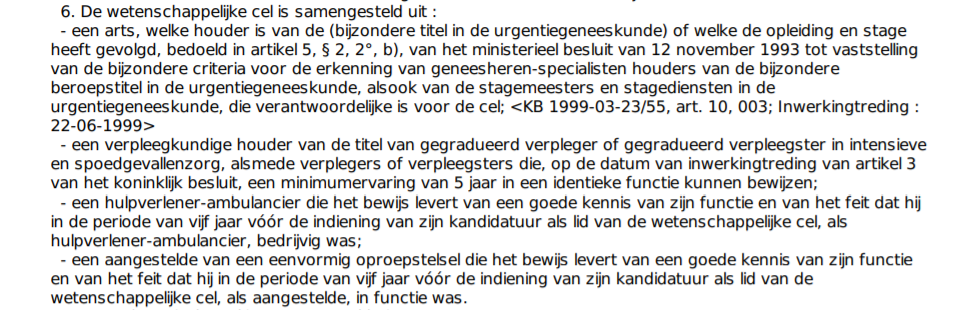 6. De wetenschappelijke cel is samengesteld uit :
- een arts, welke houder is van de (bijzondere titel in de urgentiegeneeskunde) of welke de opleiding en stage
heeft gevolgd, bedoeld in artikel 5, § 2, 2°, b), van het ministerieel besluit van 12 november 1993 tot vaststelling
van de bijzondere criteria voor de erkenning van geneesheren-specialisten houders van de bijzondere
beroepstitel in de urgentiegeneeskunde, alsook van de stagemeesters en stagediensten in de
urgentiegeneeskunde, die verantwoordelijke is voor de cel; <KB 1999-03-23/55, art. 10, 003; Inwerkingtreding :
22-06-1999>
- een verpleegkundige houder van de titel van gegradueerd verpleger of gegradueerd verpleegster in intensieve
en spoedgevallenzorg, alsmede verplegers of verpleegsters die, op de datum van inwerkingtreding van artikel 3
van het koninklijk besluit, een minimumervaring van 5 jaar in een identieke functie kunnen bewijzen;
- een hulpverlener-ambulancier die het bewijs levert van een goede kennis van zijn functie en van het feit dat hij
in de periode van vijf jaar vóór de indiening van zijn kandidatuur als lid van de wetenschappelijke cel, als
hulpverlener-ambulancier, bedrijvig was;
- een aangestelde van een eenvormig oproepstelsel die het bewijs levert van een goede kennis van zijn functie
en van het feit dat hij in de periode van vijf jaar vóór de indiening van zijn kandidatuur als lid van de
wetenschappelijke cel, als aangestelde, in functie was.